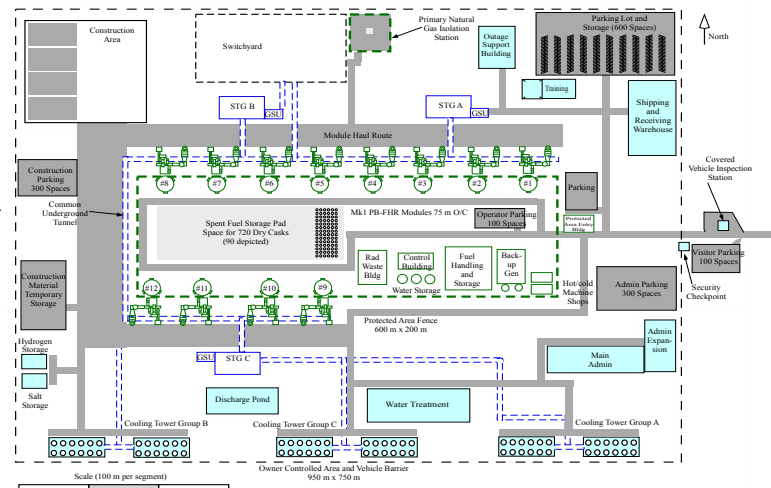 Construction
Area
Switchyard
Primary Natural
Gas Isolation
Station
Outage
Support
Building
Parking Lot and
Storage (600 Spaces)
North
Training
STG B
GSU
STG A
GSU
Shipping
and
Receiving
Warehouse
Module Haul Route
Construction
Parking
300 Spaces
#8
#7
#6
#5
#4
#3
#2
#1
Parking
Covered
Vehicle Inspection
Station
Common
Underground
Tunnel
Spent Fuel Storage Pad
Space for 720 Dry Casks
(90 depicted)
Mk1 PB-FHR Modules 75 m O/C
Operator Parking
100 Spaces
Protected
Area Entry
Bldg
Rad
Waste
Bldg
Control
Building
Water Storage
Fuel
Handling
and
Storage
Back-
up
Gen
Visitor Parking
100 Spaces
Construction
Material
Temporary
Storage
#12
#11
#10
#9
Hot/cold
Machine
Shops
Admin Parking
300 Spaces
Security
Checkpoint
Protected Area Fence
600 m x 200 m
Hydrogen
Storage
Salt
Storage
GSU
STG C
Main
Admin
Admin
Expan-
sion
Discharge Pond
Water Treatment
Cooling Tower Group B
Cooling Tower Group C
Cooling Tower Group A
Owner Controlled Area and Vehicle Barrier
950 m x 750 m
Scale (100 m per segment)